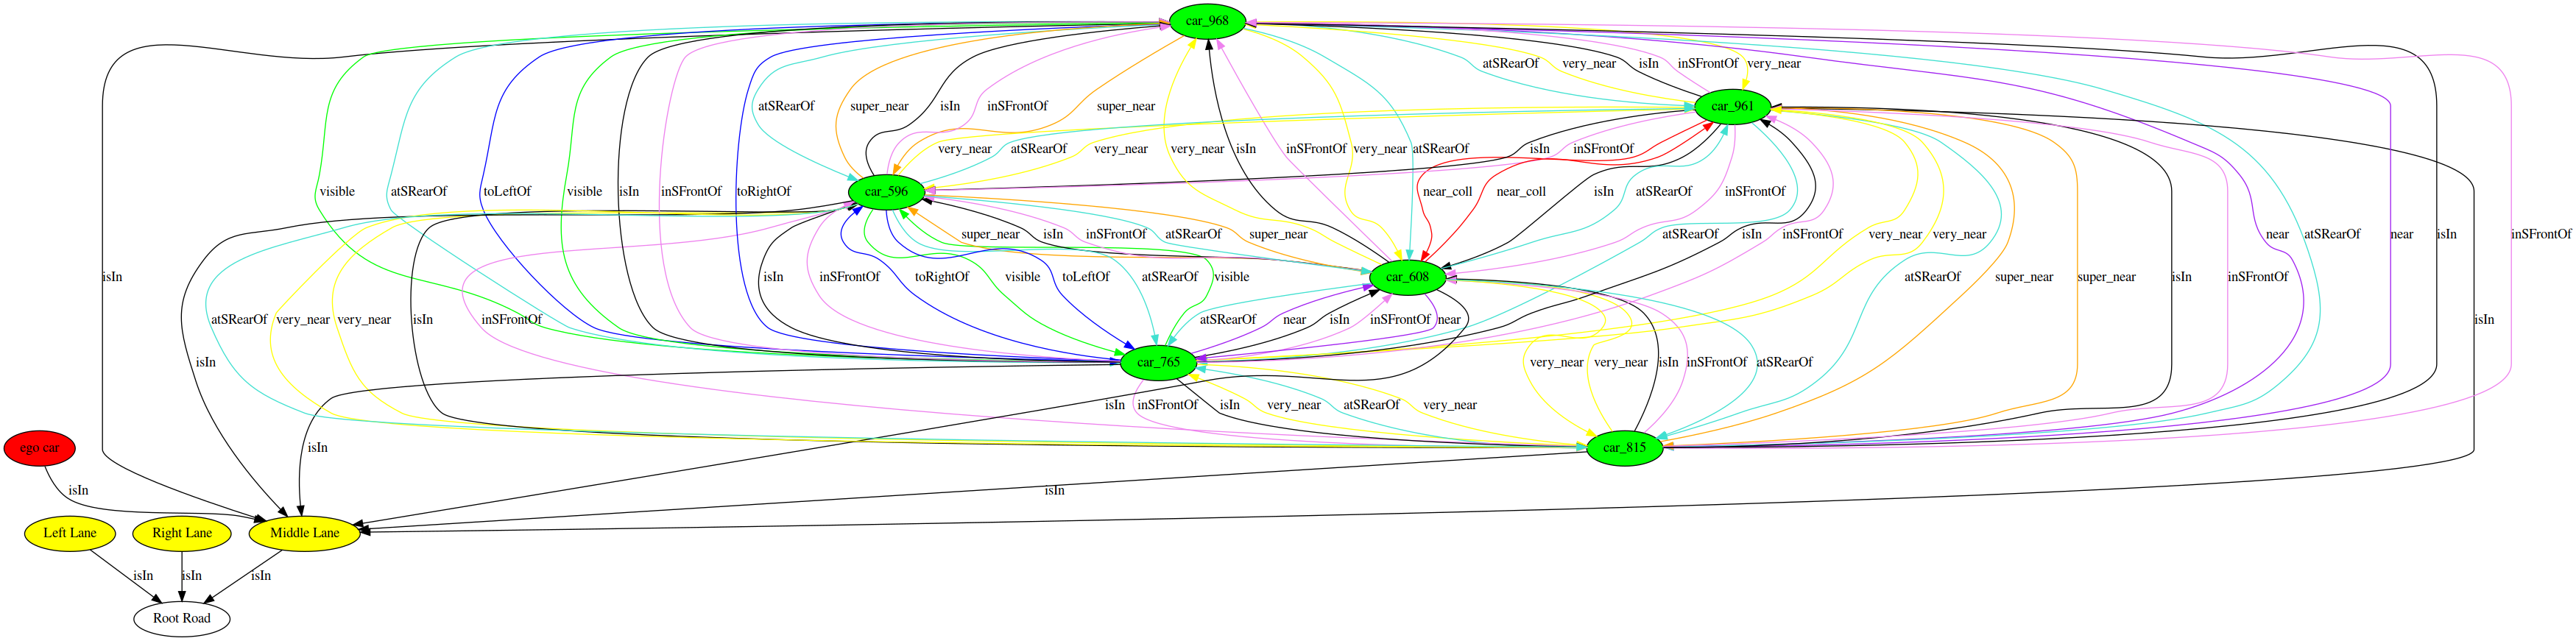 car_968
atSRearOf very_near isIn inSFrontOf very_near
atSRearOf super_near isIn inSFrontOf super_near car_961
very_near atSRearOf very_near very_near isIn inSFrontOf very_near atSRearOf isIn inSFrontOf
visible atSRearOf toLeftOf visible isIn inSFrontOf toRightOf car_596 near_coll near_coll isIn atSRearOf inSFrontOf
super_near isIn inSFrontOf atSRearOf super_near atSRearOf isIn inSFrontOf very_near very_near near atSRearOf near isIn inSFrontOf
isIn isIn inSFrontOf toRightOf visible toLeftOf atSRearOf visible car_608 atSRearOf super_near super_near isIn inSFrontOf
atSRearOf very_near very_near isIn inSFrontOf atSRearOf near isIn inSFrontOf near isIn
isIn car_765 very_near very_near isIn inSFrontOf atSRearOf
isIn inSFrontOf isIn very_near atSRearOf very_near
ego car isIn car_815
isIn isIn
Left Lane Right Lane Middle Lane
isIn isIn isIn
Root Road